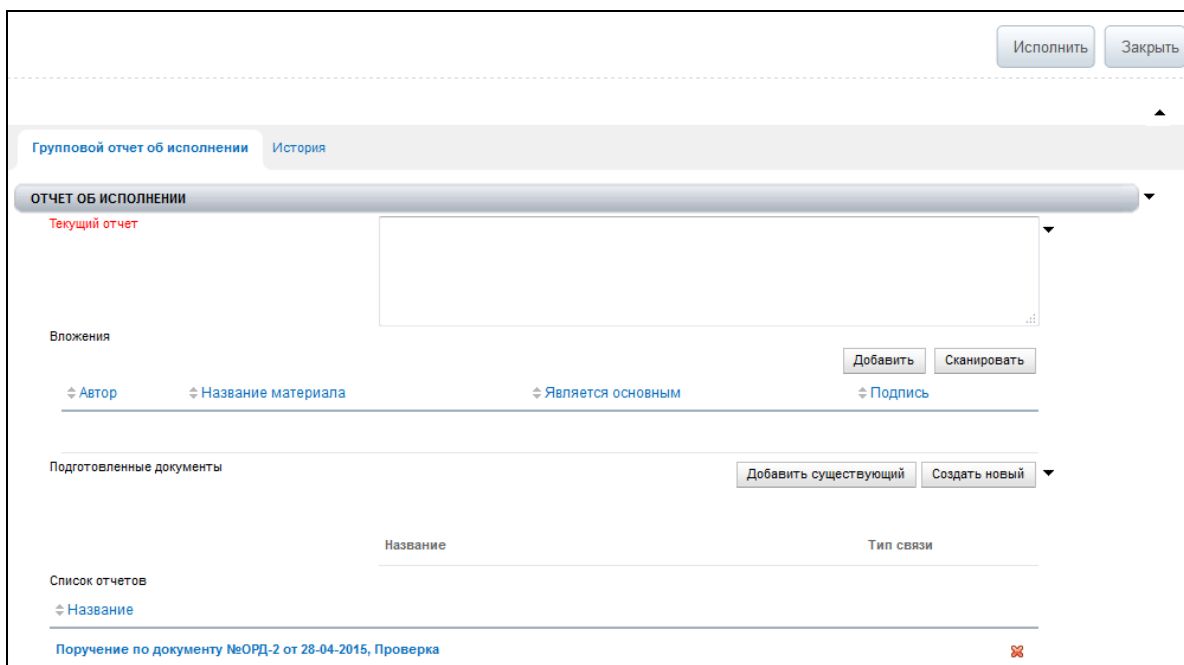 Исполнить Закрыть
Групповой отчет об исполнении История
ОТЧЕТ ОБ ИСПОЛНЕНИИ
Текущий отчет
Вложения
Добавить Сканировать
Автор Название материала Является основным Подпись
Подготовленные документы Добавить существующий Создать новый
Название Тип связи
Список отчетов
Название
Поручение по документу №ОРД-2 от 28-04-2015, Проверка